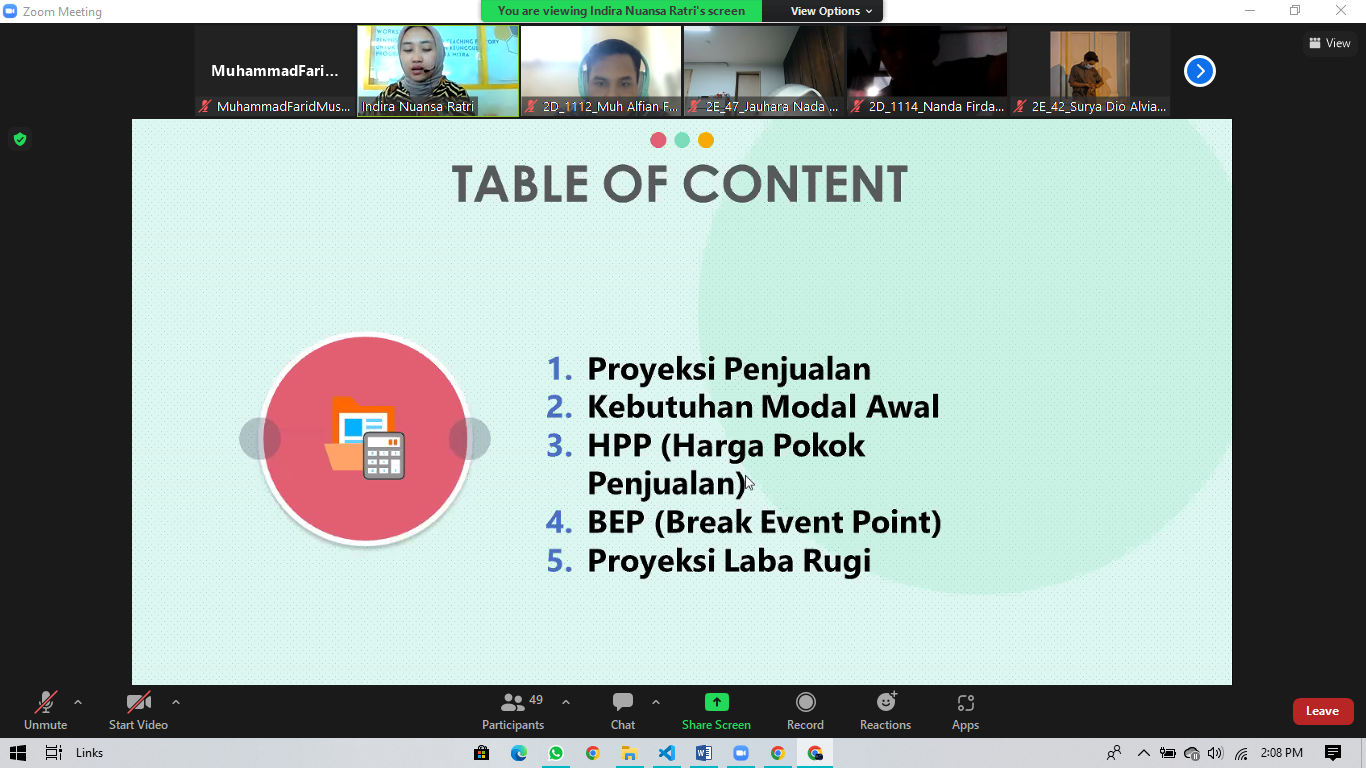 Zoom Meeting
You are viewing Indira Nuansa Ratri's screen
View Options
MuhammadFari...
MuhammadFaridMus...
Indira Nuansa Ratri
2D_1112_Muh Alfian F...
2E_47_Jauhara Nada ...
2D_1114_Nanda Firda...
2E_42_Surya Dio Alvia...
View
TABLE OF CONTENT
1. Proyeksi Penjualan
2. Kebutuhan Modal Awal
3. HPP (Harga Pokok
Penjualan)
4. BEP (Break Event Point)
5. Proyeksi Laba Rugi
Unmute
Start Video
49
Participants
Chat
Share Screen
Record
Reactions
Apps
Leave
Links
2:08 PM